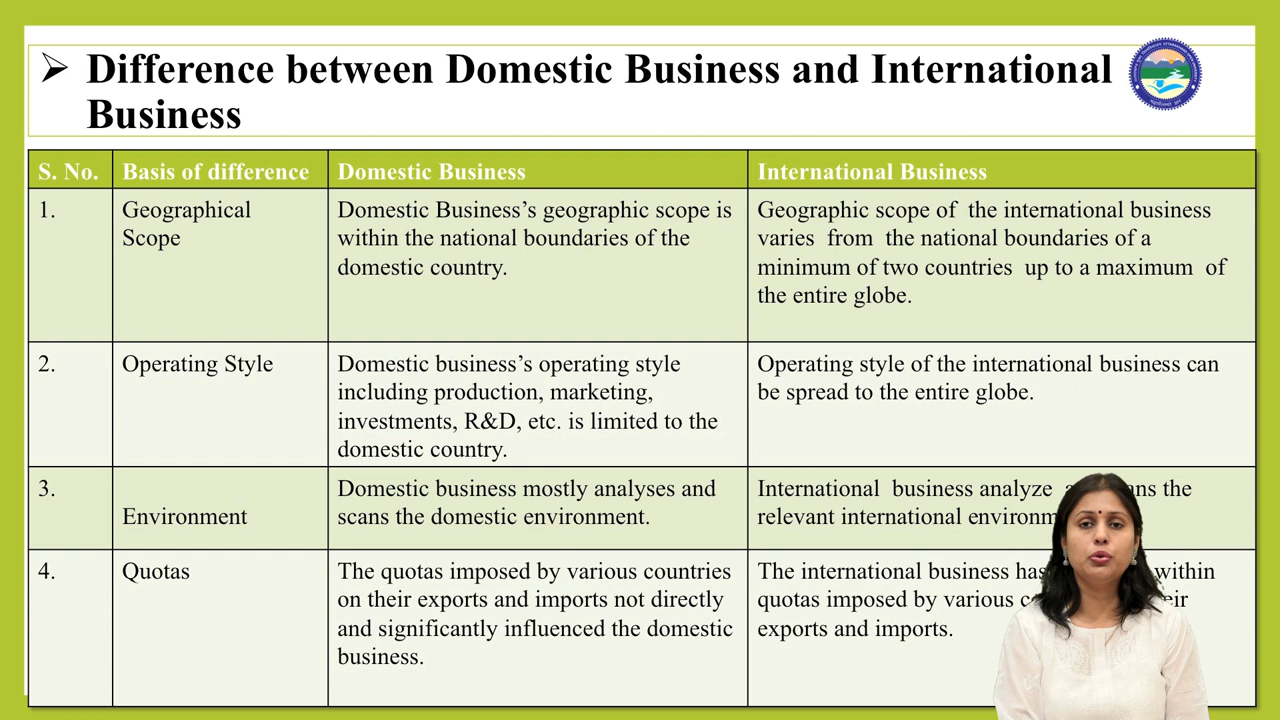 ➢ Difference between Domestic Business and International
Business
S. No. Basis of difference Domestic Business International Business
1. Geographical Domestic Business’s geographic scope is Geographic scope of the international business
Scope within the national boundaries of the varies from the national boundaries of a
domestic country. minimum of two countries up to a maximum of
the entire globe.
2. Operating Style Domestic business’s operating style Operating style of the international business can
including production, marketing, be spread to the entire globe.
investments, R&D, etc. is limited to the
domestic country.
3. Domestic business mostly analyses and International business analyze the
Environment scans the domestic environment. relevant international
4. Quotas The quotas imposed by various countries The international business has within
on their exports and imports not directly quotas imposed by various
and significantly influenced the domestic exports and imports.
business.